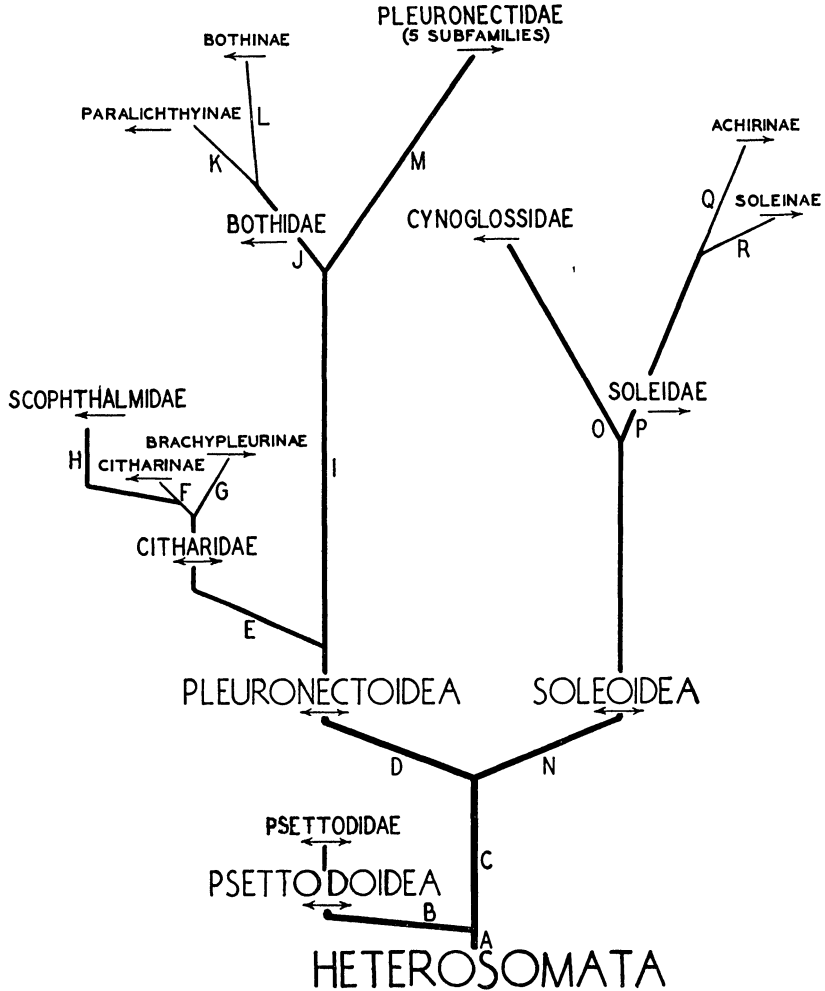 PLEURONECTIDAE
(5 SUBFAMILIES)
BOTHINAE
PARALICHTHYINAE
L
K
M
ACHIRINAE
Q
SOLEINAE
R
BOTHIDAE
J
CYNOGLOSSIDAE
SCOPHTHALMIDAE
SOLEIDAE
O
P
H
BRACHYPLEURINAE
CITHARINAE
F
G
I
CITHARIDAE
E
PLEURONECTOIDEA
SOLEOIDEA
D
N
PSETTODIDAE
C
PSETTODOIDEA
B
A
HETEROSOMATA